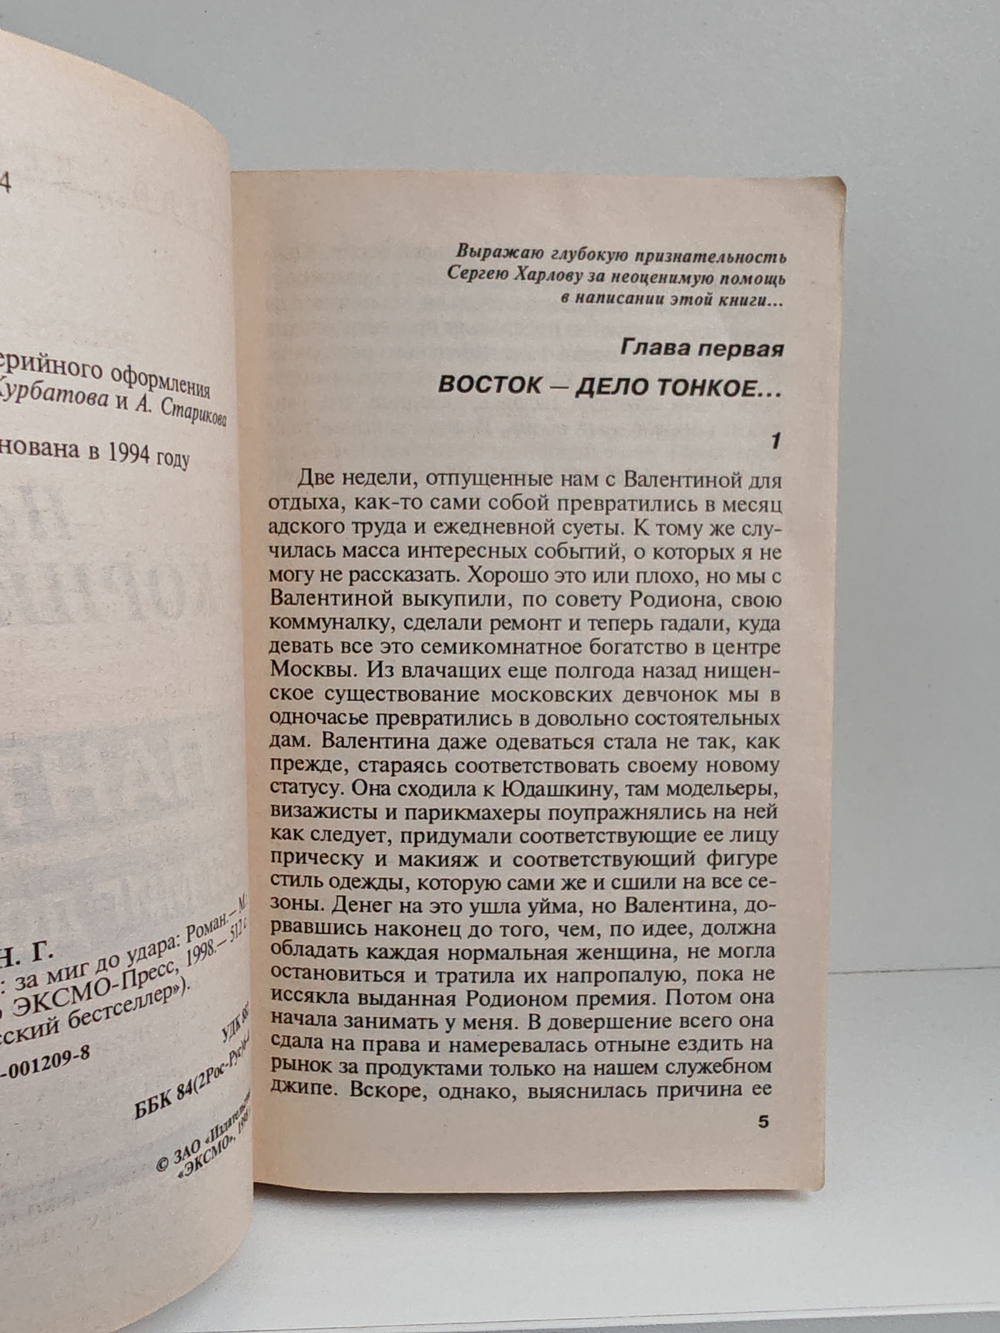 4
ерийного оформления
Курбатова и А. Старикова
нована в 1994 году
Н. Г.
: за миг до удара: Роман.— М.
ЭКСМО-Пресс, 1998.— 512 с
сский бестселлер»).
-001209-8
УДК
ББК 84(2Рос-Рус)
© ЗАО «Издательство
«ЭКСМО»,
Выражаю глубокую признательность
Сергею Харлову за неоценимую помощь
в написании этой книги...
Глава первая
ВОСТОК — ДЕЛО ТОНКОЕ...
1
Две недели, отпущенные нам с Валентиной для
отдыха, как-то сами собой превратились в месяц
адского труда и ежедневной суеты. К тому же слу-
чилась масса интересных событий, о которых я не
могу не рассказать. Хорошо это или плохо, но мы с
Валентиной выкупили, по совету Родиона, свою
коммуналку, сделали ремонт и теперь гадали, куда
девать все это семикомнатное богатство в центре
Москвы. Из влачащих еще полгода назад нищен-
ское существование московских девчонок мы в
одночасье превратились в довольно состоятельных
дам. Валентина даже одеваться стала не так, как
прежде, стараясь соответствовать своему новому
статусу. Она сходила к Юдашкину, там модельеры,
визажисты и парикмахеры поупражнялись на ней
как следует, придумали соответствующие ее лицу
прическу и макияж и соответствующий фигуре
стиль одежды, которую сами же и сшили на все се-
зоны. Денег на это ушла уйма, но Валентина, до-
рвавшись наконец до того, чем, по идее, должна
обладать каждая нормальная женщина, не могла
остановиться и тратила их напропалую, пока не
иссякла выданная Родионом премия. Потом она
начала занимать у меня. В довершение всего она
сдала на права и намеревалась отныне ездить на
рынок за продуктами только на нашем служебном
джипе. Вскоре, однако, выяснилась причина ее
5